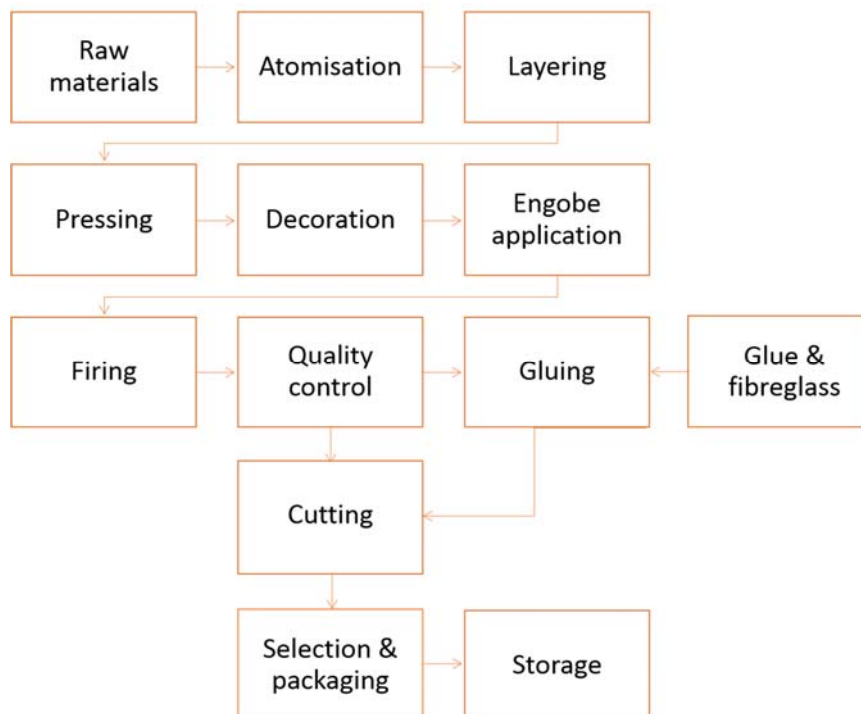 Raw
materials
Atomisation
Layering
Pressing
Decoration
Engobe
application
Firing
Quality
control
Gluing
Glue &
fibreglass
Cutting
Selection &
packaging
Storage